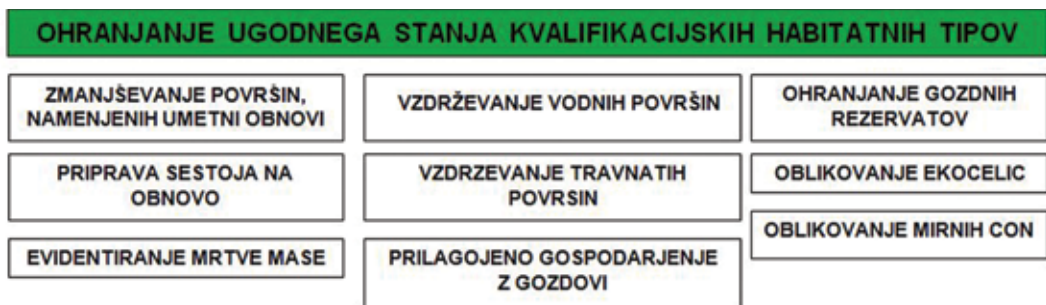 OHRANJANJE UGODNEGA STANJA KVALIFIKACIJSKIH HABITATNIH TIPOV
ZMANJŠEVANJE POVRŠIN,
NAMENJENIH UMETNI OBNOVI
PRIPRAVA SESTOJA NA
OBNOVO
EVIDENTIRANJE MRTVE MASE
VZDRŽEVANJE VODNIH POVRŠIN
VZDRZEVANJE TRAVNATIH
POVRSIN
PRILAGOJENO GOSPODARJENJE
Z GOZDOVI
OHRANJANJE GOZDNIH
REZERVATOV
OBLIKOVANJE EKOCELIC
OBLIKOVANJE MIRNIH CON